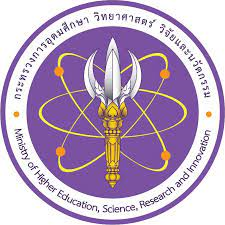 กระทรวงการอุดมศึกษา วิทยาศาสตร์ วิจัยและนวัตกรรม
Ministry of Higher Education, Science, Research and Innovation